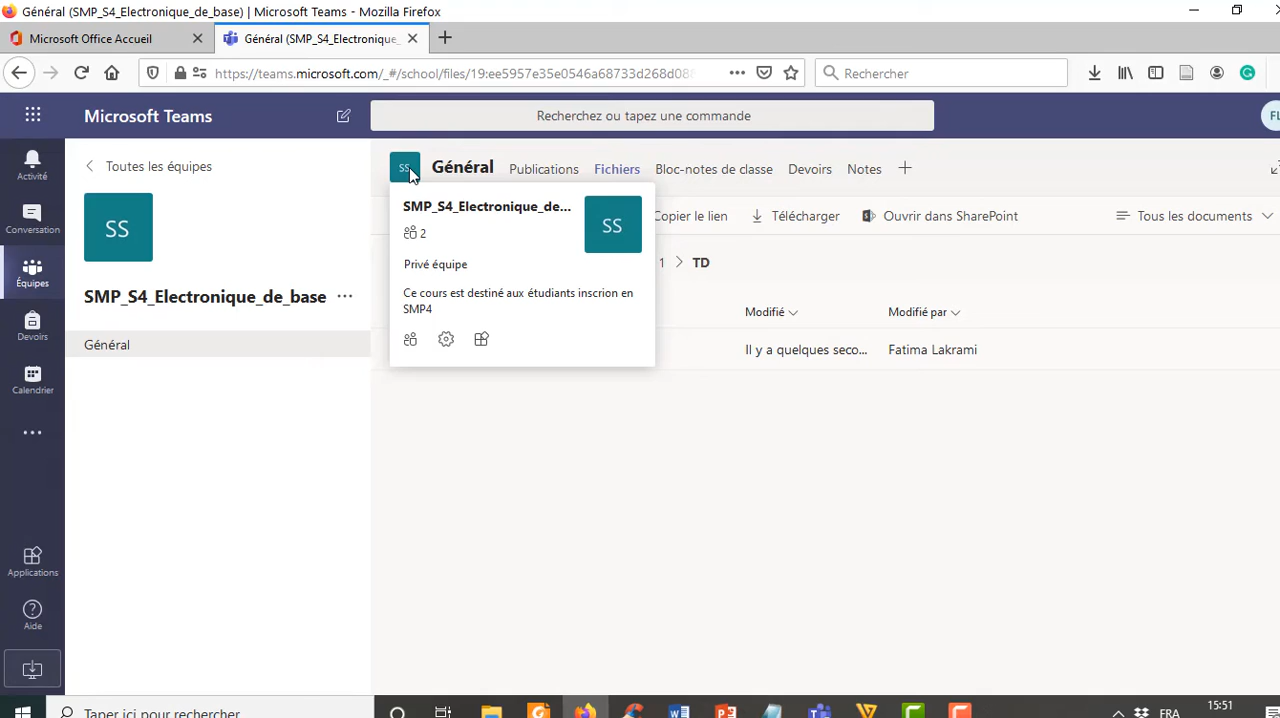 Général (SMP_S4_Electronique_de_base) | Microsoft Teams - Mozilla Firefox
Microsoft Office Accueil
Général (SMP_S4_Electronique_
https://teams.microsoft.com/_#/school/files/19:ee5957e35e0546a68733d268d08
Rechercher
Microsoft Teams
Recherchez ou tapez une commande
FL
Activité
Conversation
Équipes
Devoirs
Calendrier
Applications
Aide
Toutes les équipes
SS
SMP_S4_Electronique_de_base
Général
SS
Général
Publications
Fichiers
Bloc-notes de classe
Devoirs
Notes
SMP_S4_Electronique_de...
SS
2
Privé équipe
Ce cours est destiné aux étudiants inscrion en
SMP4
Copier le lien
Télécharger
Ouvrir dans SharePoint
Tous les documents
1 > TD
Modifié
Modifié par
Il y a quelques seco...
Fatima Lakrami
Taper ici pour rechercher
FRA
15:51